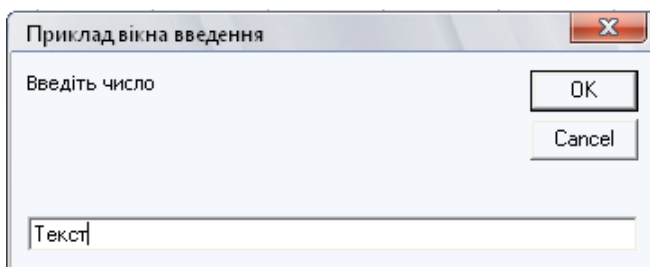 Приклад вікна введення
Введіть число
OK
Cancel
Текст